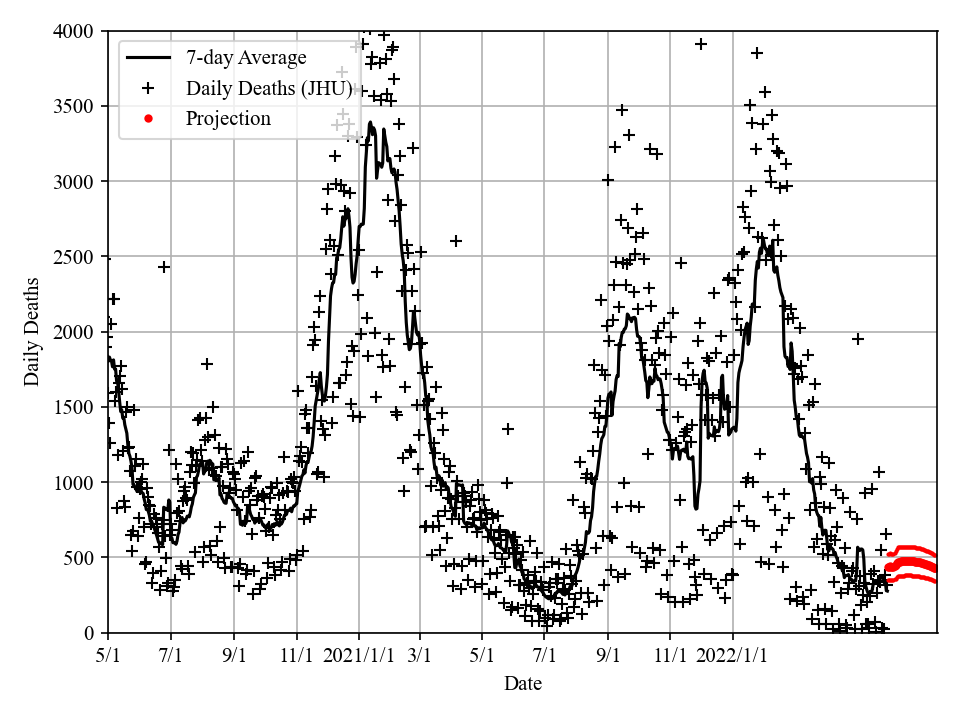 4000
3500
3000
2500
2000
1500
1000
500
0
Daily Deaths
7-day Average
Daily Deaths (JHU)
Projection
5/1 7/1 9/1 11/1 2021/1/1 3/1 5/1 7/1 9/1 11/1 2022/1/1
Date